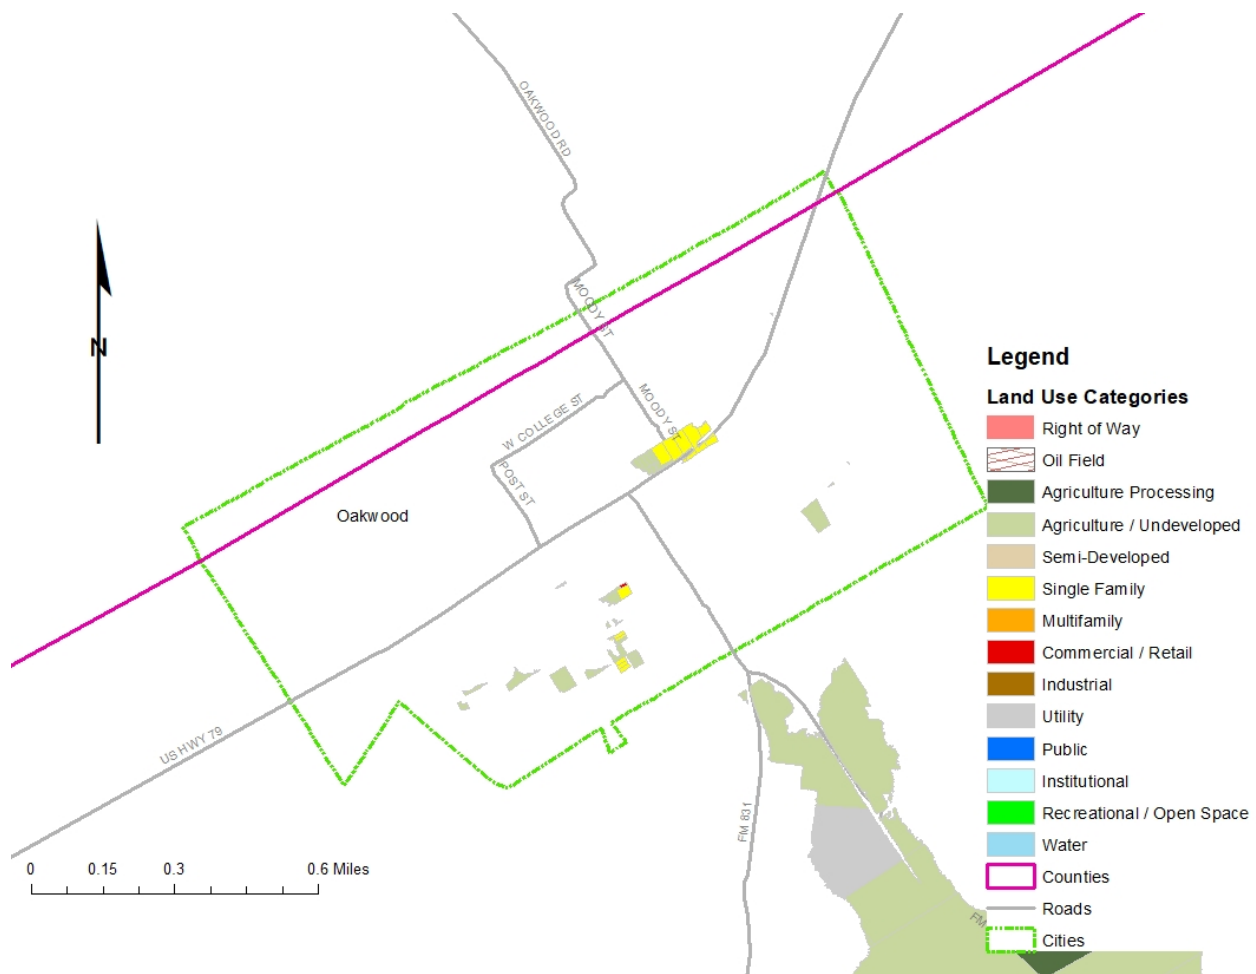 OAKWOOD RD
MOODY ST
MOODY ST
W COLLEGE ST
POST ST
Oakwood
US HWY 79
FM 831
FM
N
0 0.15 0.3 0.6 Miles
Legend
Land Use Categories
Right of Way
Oil Field
Agriculture Processing
Agriculture / Undeveloped
Semi-Developed
Single Family
Multifamily
Commercial / Retail
Industrial
Utility
Public
Institutional
Recreational / Open Space
Water
Counties
Roads
Cities